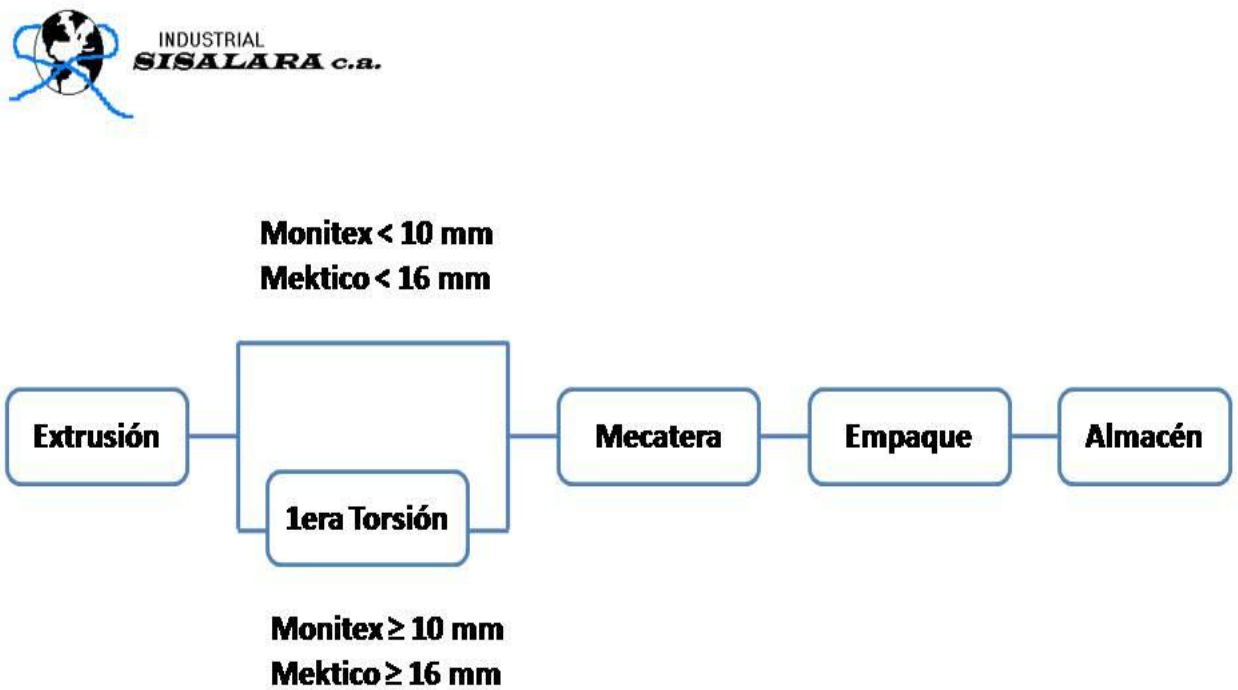 INDUSTRIAL
SISALARA c.a.
Monitex < 10 mm
Mektico < 16 mm
Extrusión
1era Torsión
Mecatera
Empaque
Almacén
Monitex ≥ 10 mm
Mektico ≥ 16 mm